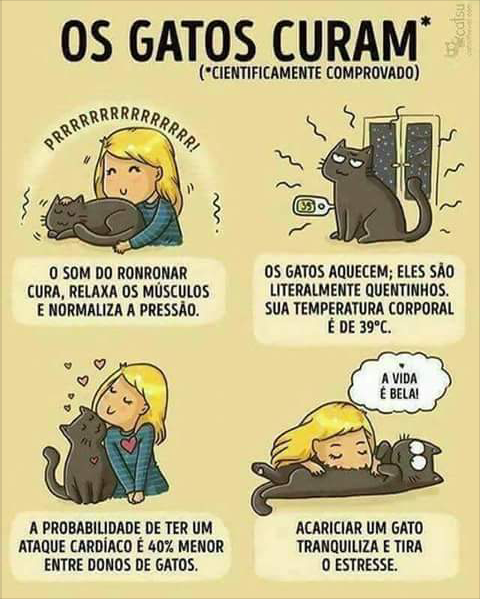 OS GATOS CURAM*
(*CIENTIFICAMENTE COMPROVADO)
catsu
PRRRRRRRRRRRRRRR!
39°
O SOM DO RONRONAR
CURA, RELAXA OS MÚSCULOS
E NORMALIZA A PRESSÃO.
OS GATOS AQUECEM; ELES SÃO
LITERALMENTE QUENTINHOS.
SUA TEMPERATURA CORPORAL
É DE 39°C.
A VIDA
É BELA!
A PROBABILIDADE DE TER UM
ATAQUE CARDÍACO É 40% MENOR
ENTRE DONOS DE GATOS.
ACARICIAR UM GATO
TRANQUILIZA E TIRA
O ESTRESSE.